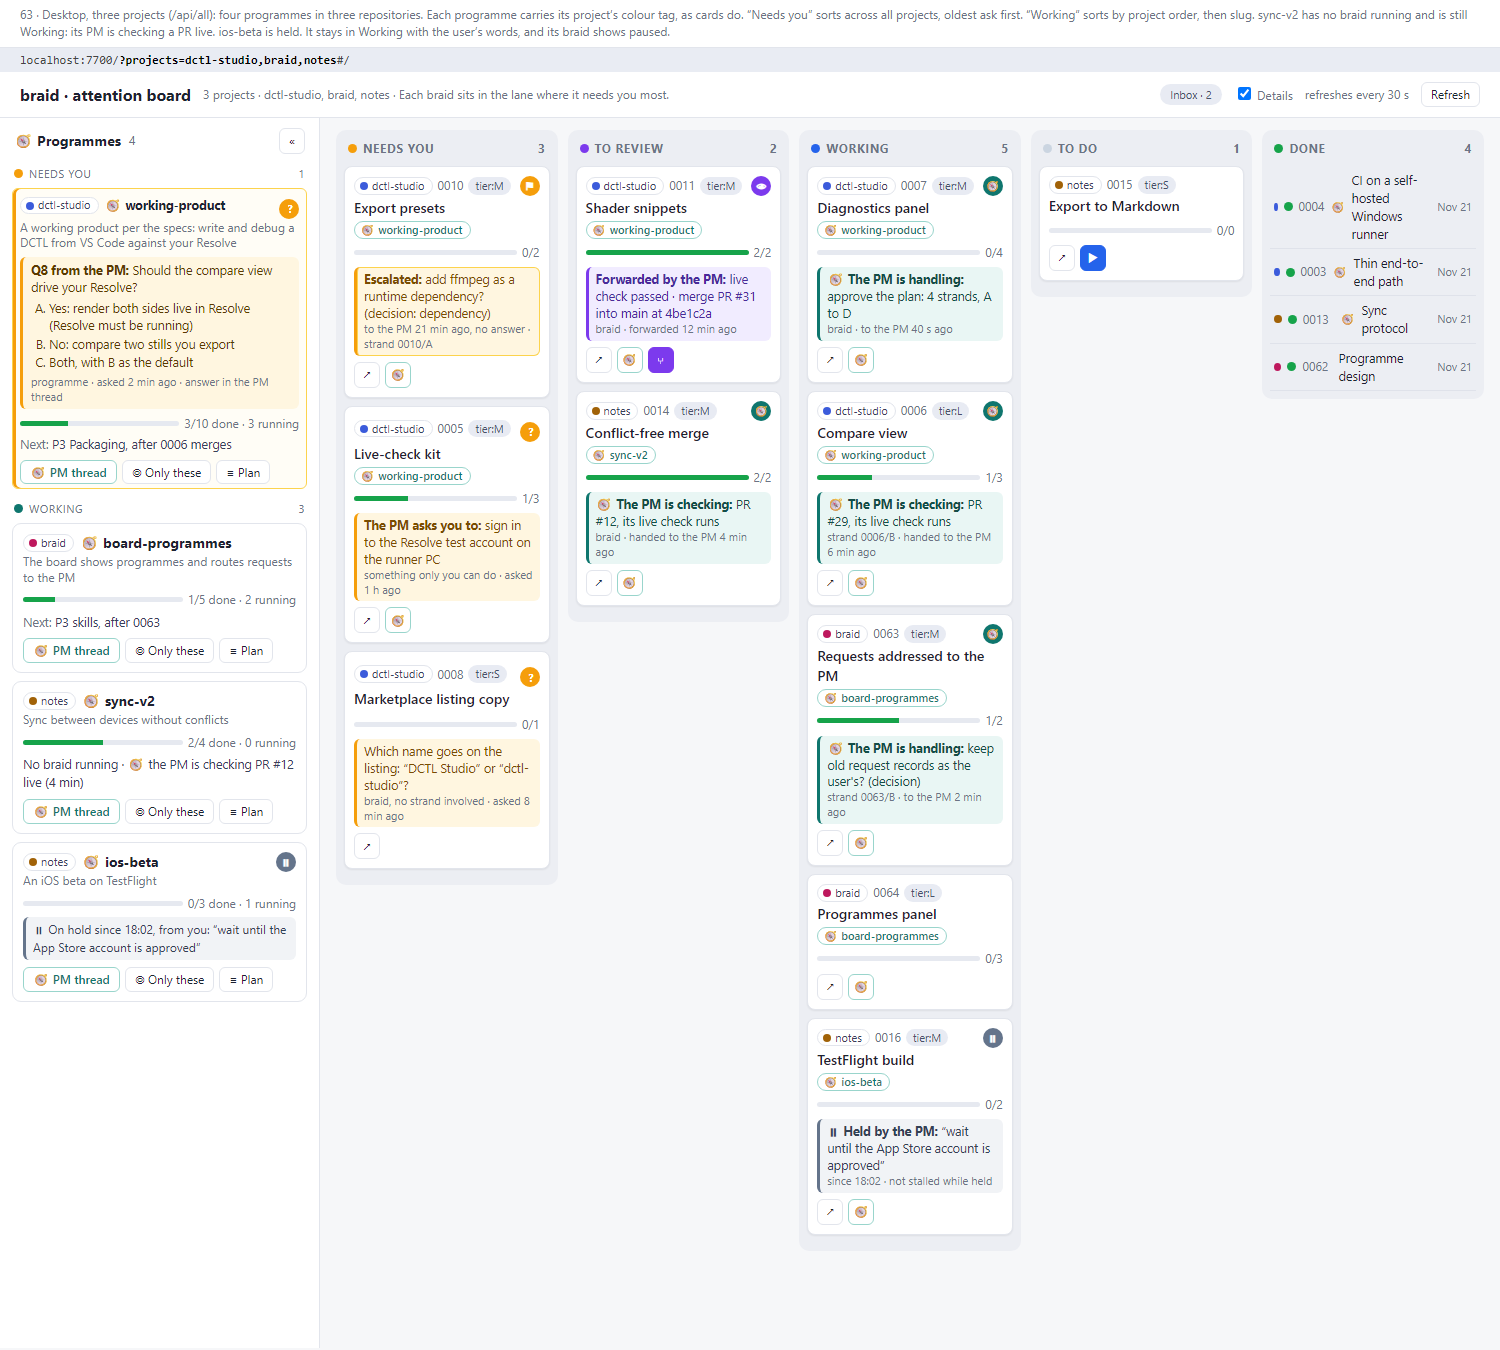 63 · Desktop, three projects (/api/all): four programmes in three repositories. Each programme carries its project's colour tag, as cards do. “Needs you” sorts across all projects, oldest ask first. “Working” sorts by project order, then slug. sync-v2 has no braid running and is still
Working: its PM is checking a PR live. ios-beta is held. It stays in Working with the user's words, and its braid shows paused.
localhost:7700/?projects=dctl-studio,braid,notes#/
braid · attention board
3 projects · dctl-studio, braid, notes · Each braid sits in the lane where it needs you most.
Inbox · 2
Details
refreshes every 30 s
Refresh
Programmes 4
«
NEEDS YOU 1
dctl-studio working-product ?
A working product per the specs: write and debug a
DCTL from VS Code against your Resolve
Q8 from the PM: Should the compare view
drive your Resolve?
A. Yes: render both sides live in Resolve
(Resolve must be running)
B. No: compare two stills you export
C. Both, with B as the default
programme · asked 2 min ago · answer in the PM
thread
3/10 done · 3 running
Next: P3 Packaging, after 0006 merges
PM thread
◎ Only these
≡ Plan
WORKING 3
braid board-programmes
The board shows programmes and routes requests
to the PM
1/5 done · 2 running
Next: P3 skills, after 0063
PM thread
◎ Only these
≡ Plan
notes sync-v2
Sync between devices without conflicts
2/4 done · 0 running
No braid running · the PM is checking PR #12
live (4 min)
PM thread
◎ Only these
≡ Plan
notes ios-beta
An iOS beta on TestFlight
0/3 done · 1 running
On hold since 18:02, from you: “wait until the
App Store account is approved”
PM thread
◎ Only these
≡ Plan
NEEDS YOU 3
dctl-studio 0010 tier:M
Export presets
working-product
0/2
Escalated: add ffmpeg as a
runtime dependency?
(decision: dependency)
to the PM 21 min ago, no answer ·
strand 0010/A
dctl-studio 0005 tier:M ?
Live-check kit
working-product
1/3
The PM asks you to: sign in
to the Resolve test account on
the runner PC
something only you can do · asked
1 h ago
dctl-studio 0008 tier:S ?
Marketplace listing copy
0/1
Which name goes on the
listing: “DCTL Studio” or “dctl-
studio”?
braid, no strand involved · asked 8
min ago
TO REVIEW 2
dctl-studio 0011 tier:M
Shader snippets
working-product
2/2
Forwarded by the PM: live
check passed · merge PR #31
into main at 4be1c2a
braid · forwarded 12 min ago
notes 0014 tier:M
Conflict-free merge
sync-v2
2/2
The PM is checking: PR
#12, its live check runs
braid · handed to the PM 4 min
ago
WORKING 5
dctl-studio 0007 tier:M
Diagnostics panel
working-product
0/4
The PM is handling:
approve the plan: 4 strands, A
to D
braid · to the PM 40 s ago
dctl-studio 0006 tier:L
Compare view
working-product
1/3
The PM is checking: PR
#29, its live check runs
strand 0006/B · handed to the PM
6 min ago
braid 0063 tier:M
Requests addressed to the
PM
board-programmes
1/2
The PM is handling: keep
old request records as the
user's? (decision)
strand 0063/B · to the PM 2 min
ago
braid 0064 tier:L
Programmes panel
board-programmes
0/3
notes 0016 tier:M
TestFlight build
ios-beta
0/2
Held by the PM: “wait
until the App Store account is
approved”
since 18:02 · not stalled while held
TO DO 1
notes 0015 tier:S
Export to Markdown
0/0
DONE 4
0004 CI on a self-
hosted
Windows
runner
Nov 21
0003 Thin end-to-
end path
Nov 21
0013 Sync
protocol
Nov 21
0062 Programme
design
Nov 21